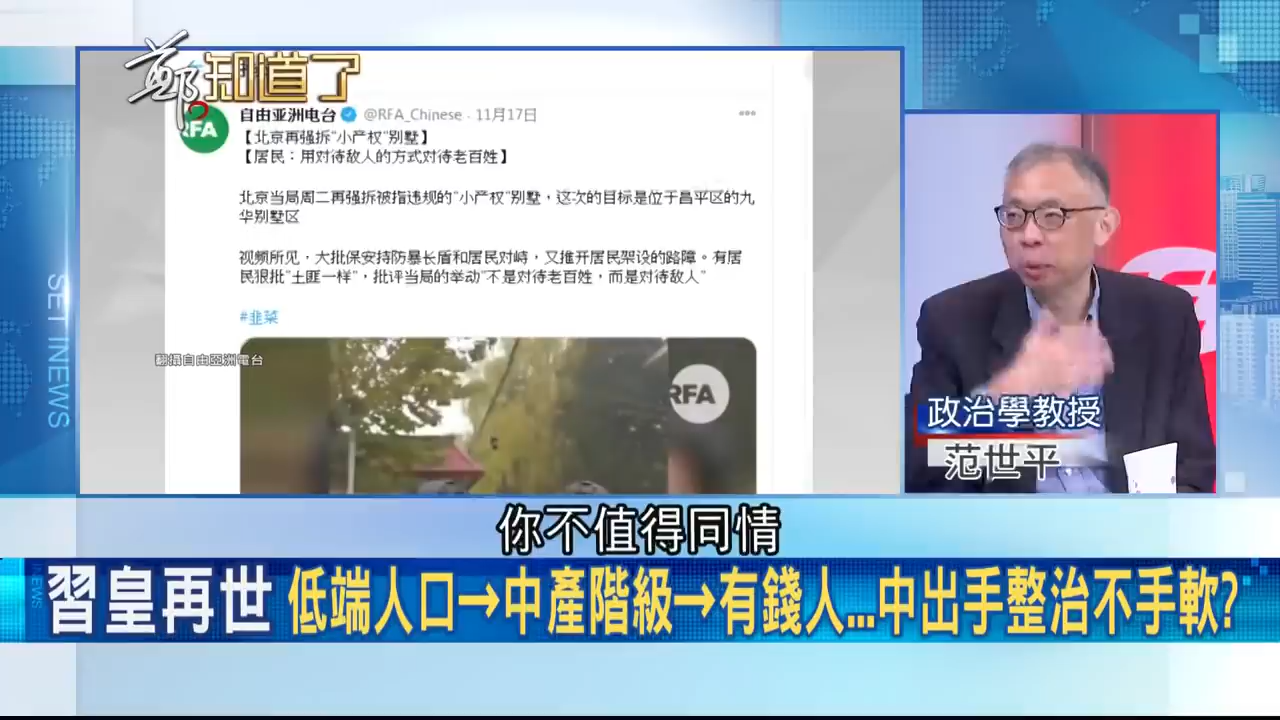 鄭知道了
自由亚洲电台 @RFA_Chinese · 11月17日
RFA
【北京再强拆“小产权”别墅】
【居民：用对待敌人的方式对待老百姓】
北京当局周二再强拆被指违规的“小产权”别墅，这次的目标是位于昌平区的九
华别墅区
视频所见，大批保安持防暴长盾和居民对峙，又推开居民架设的路障。有居
民狠批“土匪一样”，批评当局的举动“不是对待老百姓，而是对待敌人”
#韭菜
翻攝自由亞洲電台
RFA
SET INEWS
政治學教授
范世平
你不值得同情
習皇再世 低端人口→中產階級→有錢人...中出手整治不手軟?